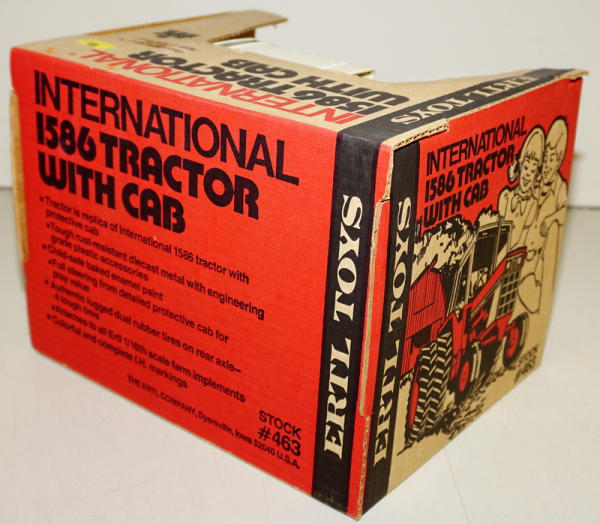 INTERNATIONAL
1586 TRACTOR
WITH CAB
ERTL TOYS
INTERNATIONAL
1586 TRACTOR
WITH CAB
• Tractor is replica of International 1586 tractor with
protective cab
• Tough rust-resistant diecast metal with engineering
grade plastic accessories
• Child-safe baked enamel paint
• Full steering from detailed protective cab for
play value
• Authentic lugged dual rubber tires on rear axle—
4 tough tires
• Attaches to all Ertl 1/16th scale farm implements
• Colorful and complete I.H. markings
THE ERTL COMPANY, Dyersville, Iowa 52040 U.S.A.
STOCK
#463
ERTL TOYS
ERTL TOYS
INTERNATIONAL
1586 TRACTOR
WITH CAB
STOCK
#463